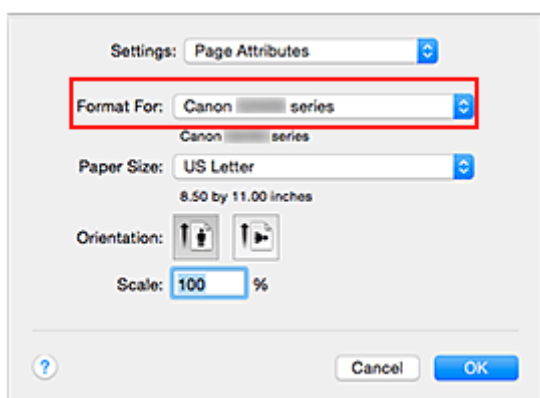 Settings: Page Attributes
Format For: Canon series
Canon series
Paper Size: US Letter
8.50 by 11.00 inches
Orientation:
Scale: 100 %
? Cancel OK